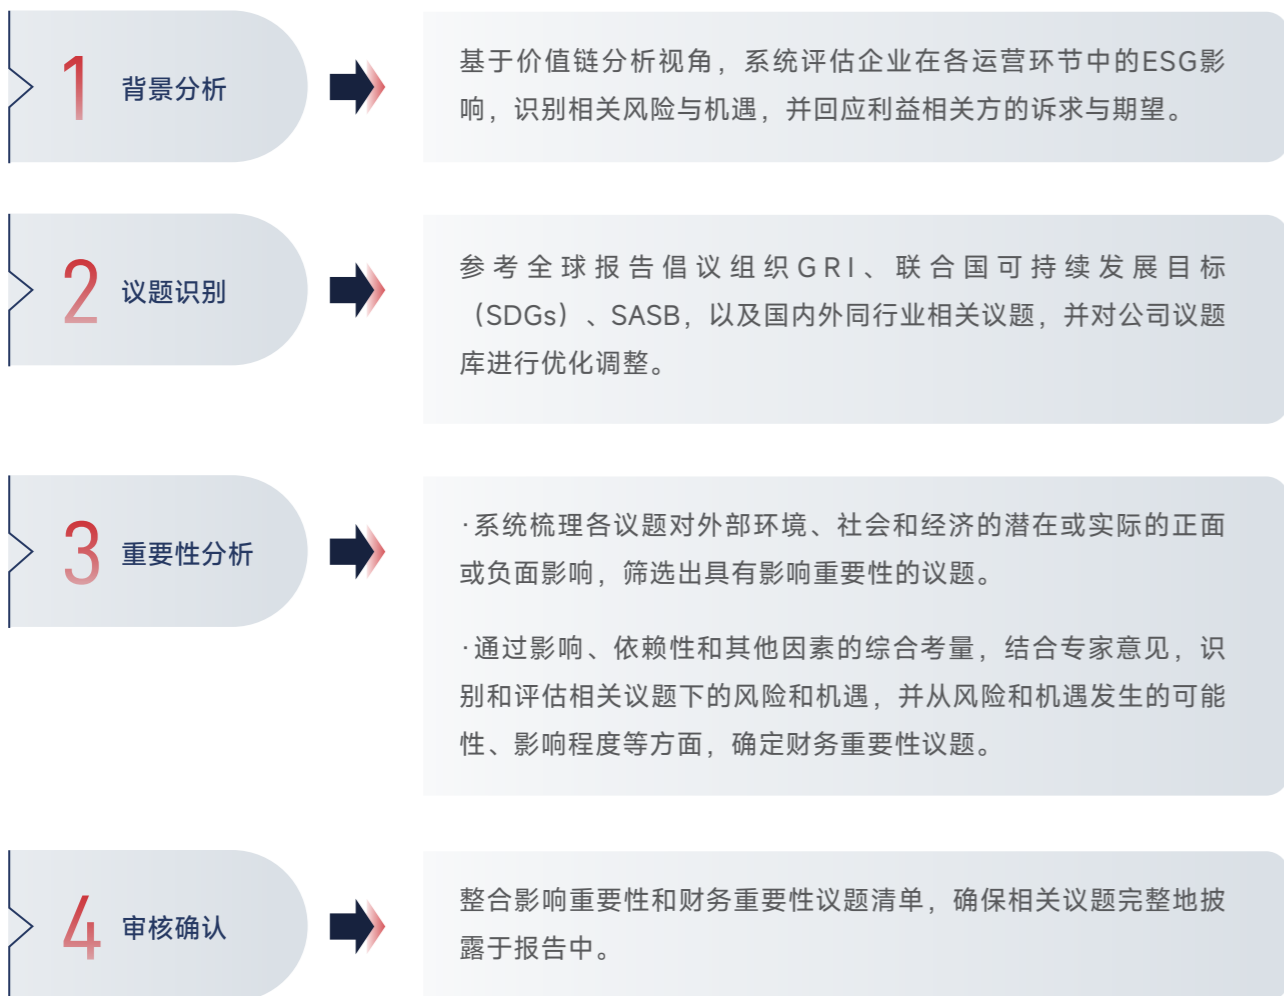 1 背景分析
基于价值链分析视角，系统评估企业在各运营环节中的ESG影
响，识别相关风险与机遇，并回应利益相关方的诉求与期望。
2 议题识别
参考全球报告倡议组织GRI、联合国可持续发展目标
（SDGs）、SASB，以及国内外同行业相关议题，并对公司议题
库进行优化调整。
3 重要性分析
·系统梳理各议题对外部环境、社会和经济的潜在或实际的正面
或负面影响，筛选出具有影响重要性的议题。
·通过影响、依赖性和其他因素的综合考量，结合专家意见，识
别和评估相关议题下的风险和机遇，并从风险和机遇发生的可能
性、影响程度等方面，确定财务重要性议题。
4 审核确认
整合影响重要性和财务重要性议题清单，确保相关议题完整地披
露于报告中。